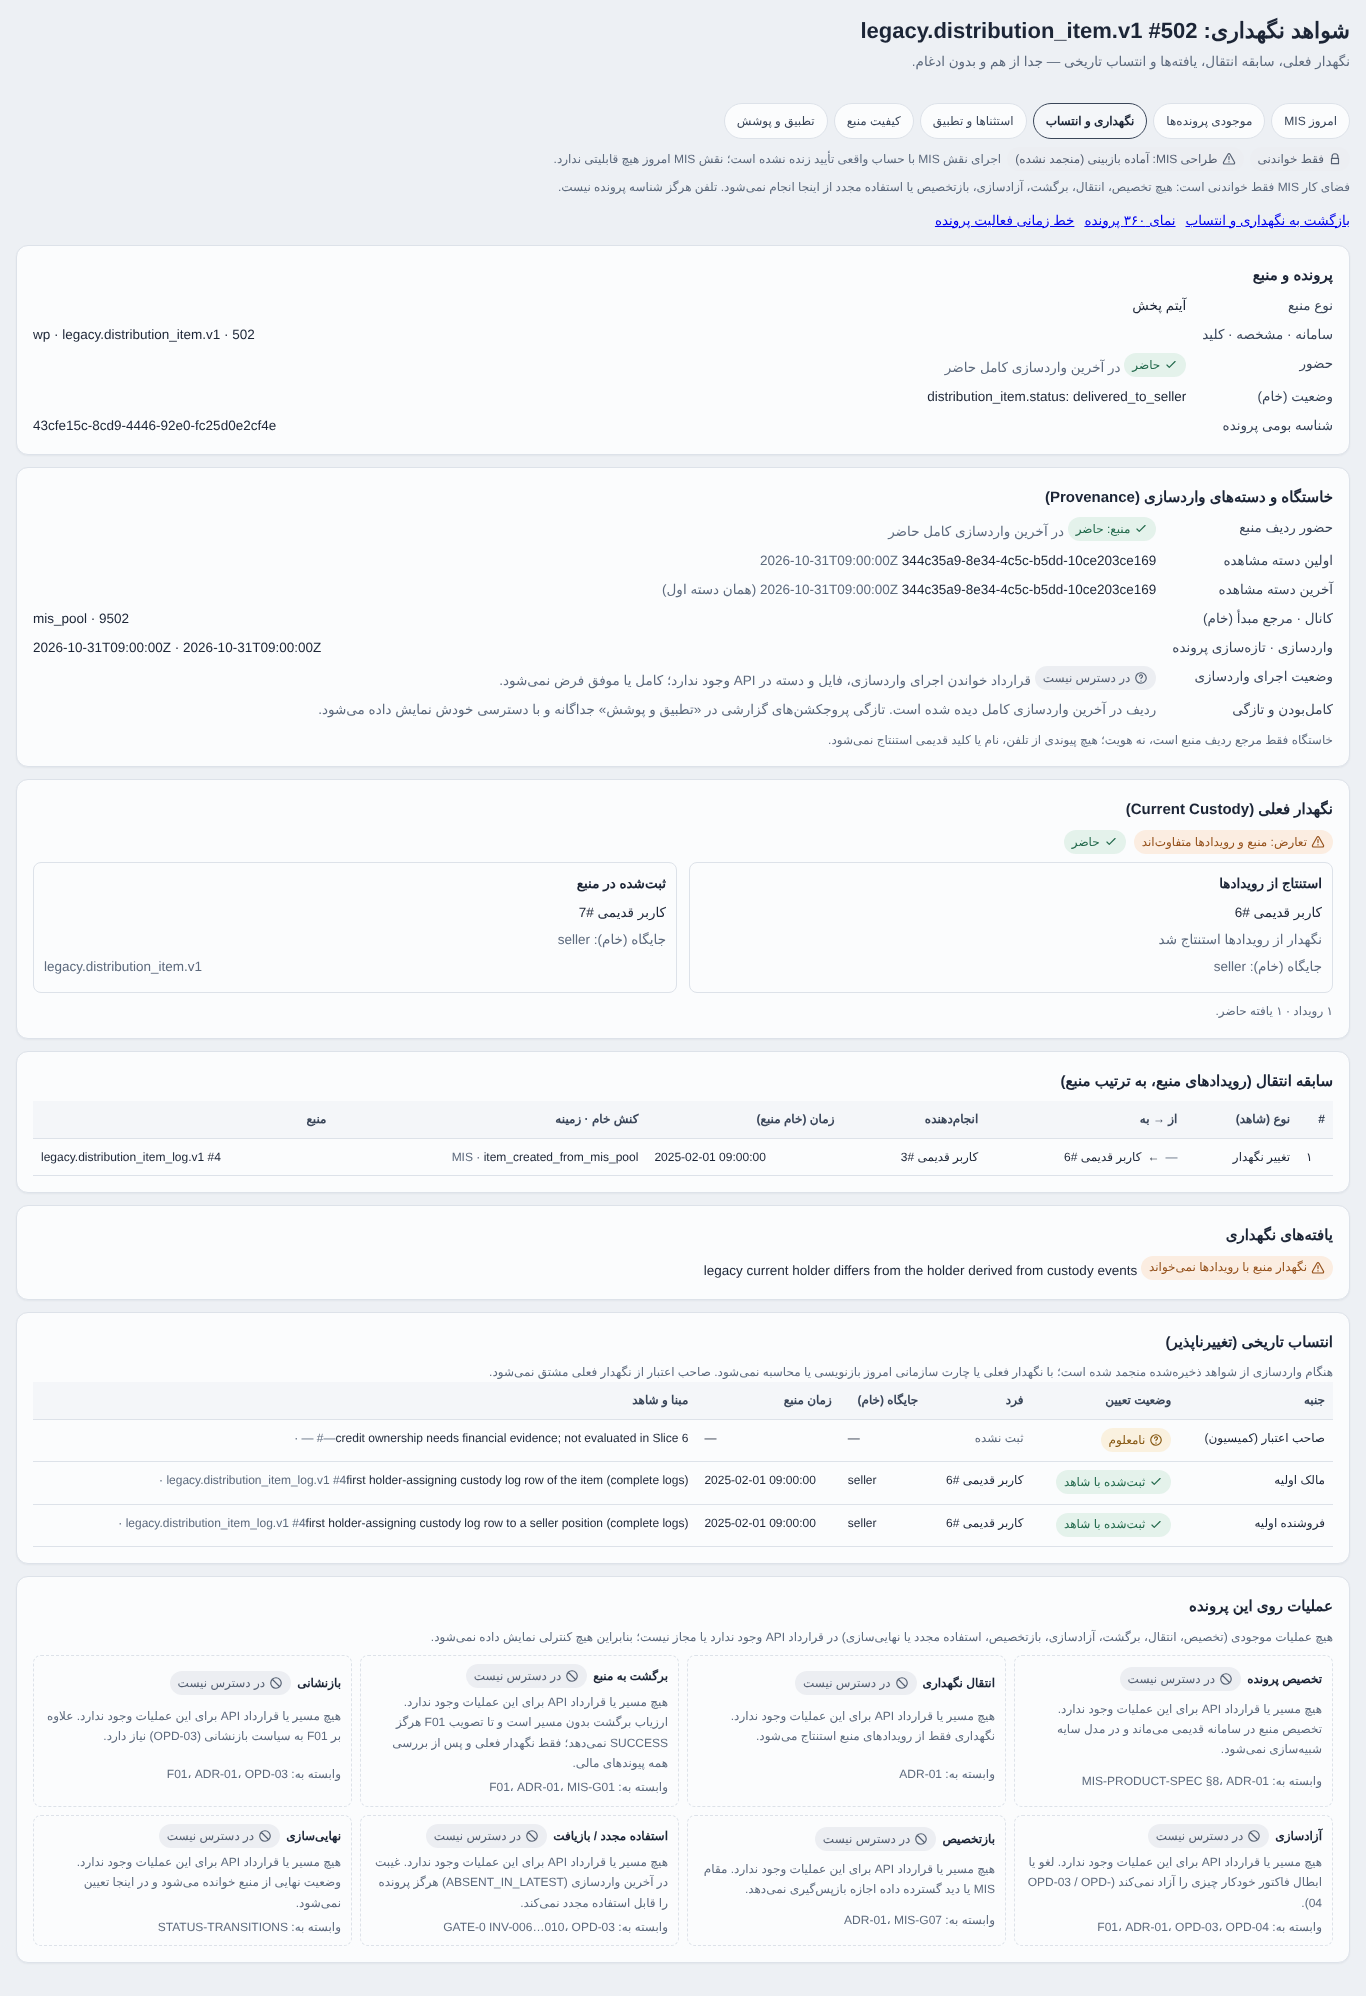 شواهد نگهداری: legacy.distribution_item.v1 #502
نگهدار فعلی، سابقه انتقال، یافته‌ها و انتساب تاریخی — جدا از هم و بدون ادغام.
امروز MIS
موجودی پرونده‌ها
نگهداری و انتساب
استثناها و تطبیق
کیفیت منبع
تطبیق و پوشش
فقط خواندنی
طراحی MIS: آماده بازبینی (منجمد نشده)
اجرای نقش MIS با حساب واقعی تأیید زنده نشده است؛ نقش MIS امروز هیچ قابلیتی ندارد.
فضای کار MIS فقط خواندنی است: هیچ تخصیص، انتقال، برگشت، آزادسازی، بازتخصیص یا استفاده مجدد از اینجا انجام نمی‌شود. تلفن هرگز شناسه پرونده نیست.
بازگشت به نگهداری و انتساب
نمای ۳۶۰ پرونده
خط زمانی فعالیت پرونده
پرونده و منبع
نوع منبع
آیتم پخش
سامانه · مشخصه · کلید
wp · legacy.distribution_item.v1 · 502
حضور
حاضر در آخرین واردسازی کامل حاضر
وضعیت (خام)
distribution_item.status: delivered_to_seller
شناسه بومی پرونده
43cfe15c-8cd9-4446-92e0-fc25d0e2cf4e
خاستگاه و دسته‌های واردسازی (Provenance)
حضور ردیف منبع
منبع: حاضر در آخرین واردسازی کامل حاضر
اولین دسته مشاهده
344c35a9-8e34-4c5c-b5dd-10ce203ce169 2026-10-31T09:00:00Z
آخرین دسته مشاهده
344c35a9-8e34-4c5c-b5dd-10ce203ce169 2026-10-31T09:00:00Z (همان دسته اول)
کانال · مرجع مبدأ (خام)
mis_pool · 9502
واردسازی · تازه‌سازی پرونده
2026-10-31T09:00:00Z · 2026-10-31T09:00:00Z
وضعیت اجرای واردسازی
در دسترس نیست قرارداد خواندن اجرای واردسازی، فایل و دسته در API وجود ندارد؛ کامل یا موفق فرض نمی‌شود.
کامل‌بودن و تازگی
ردیف در آخرین واردسازی کامل دیده شده است. تازگی پروجکشن‌های گزارشی در «تطبیق و پوشش» جداگانه و با دسترسی خودش نمایش داده می‌شود.
خاستگاه فقط مرجع ردیف منبع است، نه هویت؛ هیچ پیوندی از تلفن، نام یا کلید قدیمی استنتاج نمی‌شود.
نگهدار فعلی (Current Custody)
تعارض: منبع و رویدادها متفاوت‌اند
حاضر
استنتاج از رویدادها
کاربر قدیمی #6
نگهدار از رویدادها استنتاج شد
جایگاه (خام): seller
ثبت‌شده در منبع
کاربر قدیمی #7
جایگاه (خام): seller
legacy.distribution_item.v1
۱ رویداد · ۱ یافته حاضر.
سابقه انتقال (رویدادهای منبع، به ترتیب منبع)
# نوع (شاهد) از → به انجام‌دهنده زمان (خام منبع) کنش خام · زمینه منبع
۱ تغییر نگهدار — ← کاربر قدیمی #6 کاربر قدیمی #3 2025-02-01 09:00:00 item_created_from_mis_pool · MIS legacy.distribution_item_log.v1 #4
یافته‌های نگهداری
نگهدار منبع با رویدادها نمی‌خواند legacy current holder differs from the holder derived from custody events
انتساب تاریخی (تغییرناپذیر)
هنگام واردسازی از شواهد ذخیره‌شده منجمد شده است؛ با نگهدار فعلی یا چارت سازمانی امروز بازنویسی یا محاسبه نمی‌شود. صاحب اعتبار از نگهدار فعلی مشتق نمی‌شود.
جنبه وضعیت تعیین فرد جایگاه (خام) زمان منبع مبنا و شاهد
صاحب اعتبار (کمیسیون) نامعلوم ثبت نشده — — credit ownership needs financial evidence; not evaluated in Slice 6—# — ·
مالک اولیه ثبت‌شده با شاهد کاربر قدیمی #6 seller 2025-02-01 09:00:00 first holder-assigning custody log row of the item (complete logs) legacy.distribution_item_log.v1 #4 ·
فروشنده اولیه ثبت‌شده با شاهد کاربر قدیمی #6 seller 2025-02-01 09:00:00 first holder-assigning custody log row to a seller position (complete logs) legacy.distribution_item_log.v1 #4 ·
عملیات روی این پرونده
هیچ عملیات موجودی (تخصیص، انتقال، برگشت، آزادسازی، بازتخصیص، استفاده مجدد یا نهایی‌سازی) در قرارداد API وجود ندارد یا مجاز نیست؛ بنابراین هیچ کنترلی نمایش داده نمی‌شود.
تخصیص پرونده در دسترس نیست
هیچ مسیر یا قرارداد API برای این عملیات وجود ندارد.
تخصیص منبع در سامانه قدیمی می‌ماند و در مدل سایه
شبیه‌سازی نمی‌شود.
وابسته به: MIS-PRODUCT-SPEC §8، ADR-01
انتقال نگهداری در دسترس نیست
هیچ مسیر یا قرارداد API برای این عملیات وجود ندارد.
نگهداری فقط از رویدادهای منبع استنتاج می‌شود.
وابسته به: ADR-01
برگشت به منبع در دسترس نیست
هیچ مسیر یا قرارداد API برای این عملیات وجود ندارد.
ارزیاب برگشت بدون مسیر است و تا تصویب F01 هرگز
SUCCESS نمی‌دهد؛ فقط نگهدار فعلی و پس از بررسی
همه پیوندهای مالی.
وابسته به: F01، ADR-01، MIS-G01
بازنشانی در دسترس نیست
هیچ مسیر یا قرارداد API برای این عملیات وجود ندارد. علاوه
بر F01 به سیاست بازنشانی (OPD-03) نیاز دارد.
وابسته به: F01، ADR-01، OPD-03
آزادسازی در دسترس نیست
هیچ مسیر یا قرارداد API برای این عملیات وجود ندارد. لغو یا
ابطال فاکتور خودکار چیزی را آزاد نمی‌کند (OPD-03 / OPD-
04).
وابسته به: F01، ADR-01، OPD-03، OPD-04
بازتخصیص در دسترس نیست
هیچ مسیر یا قرارداد API برای این عملیات وجود ندارد. مقام
MIS یا دید گسترده داده اجازه بازپس‌گیری نمی‌دهد.
وابسته به: ADR-01، MIS-G07
استفاده مجدد / بازیافت در دسترس نیست
هیچ مسیر یا قرارداد API برای این عملیات وجود ندارد. غیبت
در آخرین واردسازی (ABSENT_IN_LATEST) هرگز پرونده
را قابل استفاده مجدد نمی‌کند.
وابسته به: GATE-0 INV-006…010، OPD-03
نهایی‌سازی در دسترس نیست
هیچ مسیر یا قرارداد API برای این عملیات وجود ندارد.
وضعیت نهایی از منبع خوانده می‌شود و در اینجا تعیین
نمی‌شود.
وابسته به: STATUS-TRANSITIONS